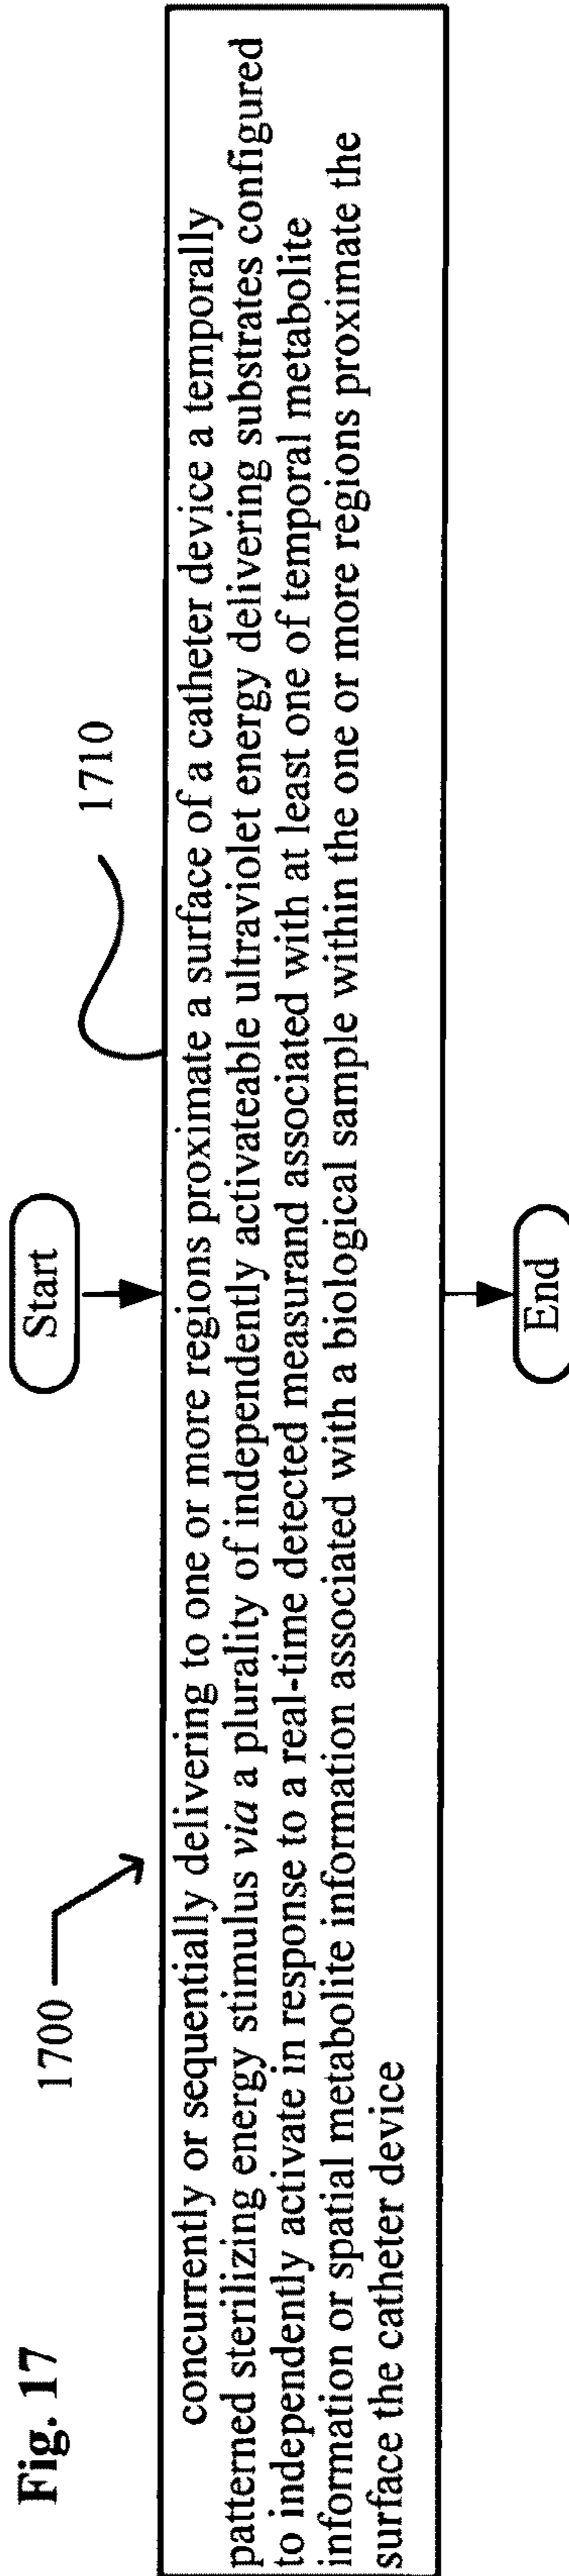 Fig. 17
1700
Start
1710
concurrently or sequentially delivering to one or more regions proximate a surface of a catheter device a temporally
patterned sterilizing energy stimulus via a plurality of independently activateable ultraviolet energy delivering substrates configured
to independently activate in response to a real-time detected measurand associated with at least one of temporal metabolite
information or spatial metabolite information associated with a biological sample within the one or more regions proximate the
surface the catheter device
End